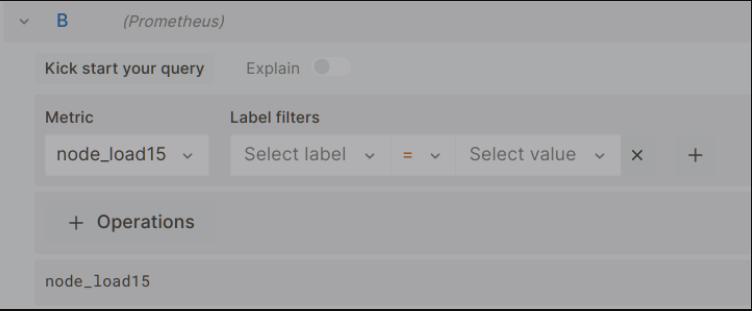 B (Prometheus)
Kick start your query Explain
Metric Label filters
node_load15 Select label = Select value × +
+ Operations
node_load15